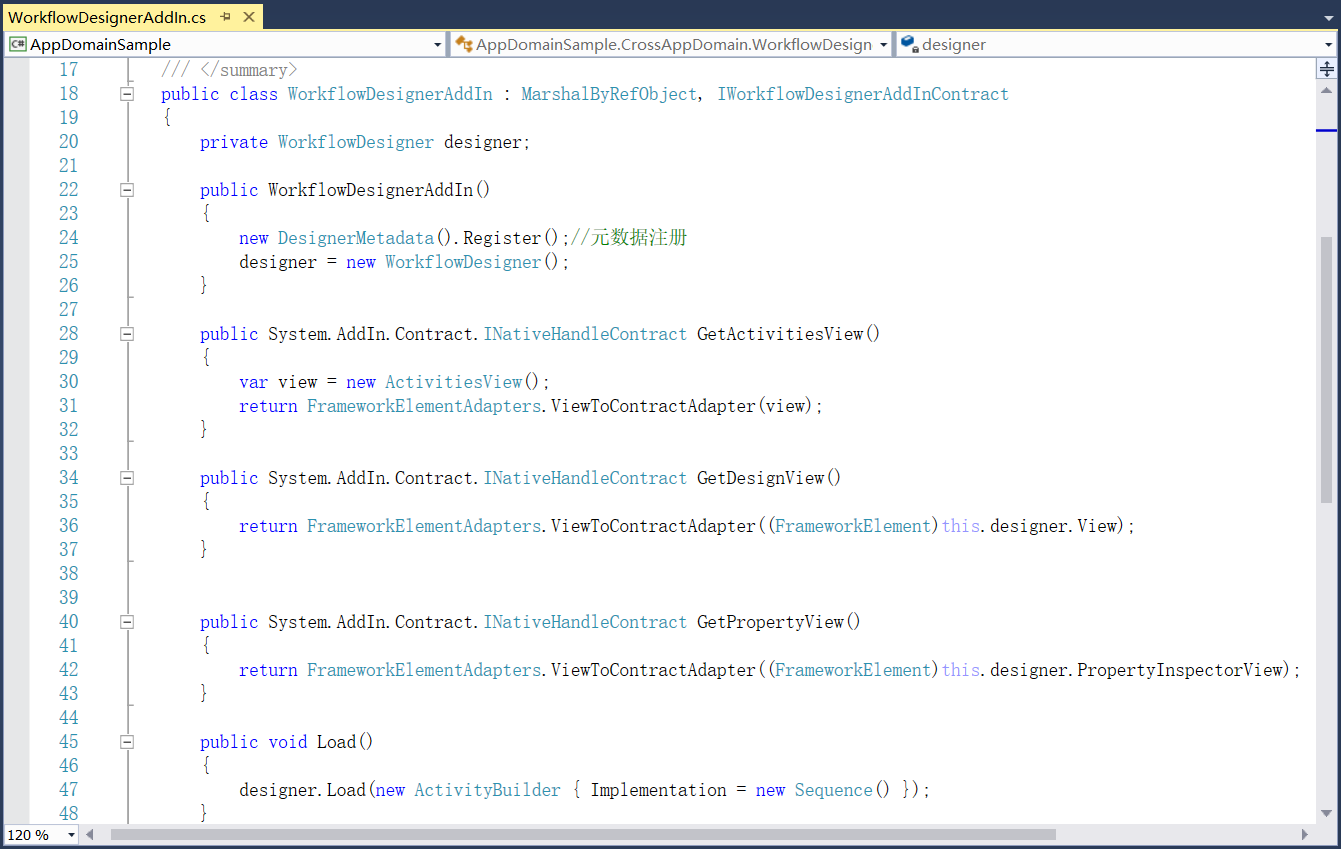 WorkflowDesignerAddIn.cs
C# AppDomainSample AppDomainSample.CrossAppDomain.WorkflowDesign designer
17 /// </summary>
18 public class WorkflowDesignerAddIn : MarshalByRefObject, IWorkflowDesignerAddInContract
19 {
20 private WorkflowDesigner designer;
21
22 public WorkflowDesignerAddIn()
23 {
24 new DesignerMetadata().Register();//元数据注册
25 designer = new WorkflowDesigner();
26 }
27
28 public System.AddIn.Contract.INativeHandleContract GetActivitiesView()
29 {
30 var view = new ActivitiesView();
31 return FrameworkElementAdapters.ViewToContractAdapter(view);
32 }
33
34 public System.AddIn.Contract.INativeHandleContract GetDesignView()
35 {
36 return FrameworkElementAdapters.ViewToContractAdapter((FrameworkElement)this.designer.View);
37 }
38
39
40 public System.AddIn.Contract.INativeHandleContract GetPropertyView()
41 {
42 return FrameworkElementAdapters.ViewToContractAdapter((FrameworkElement)this.designer.PropertyInspectorView);
43 }
44
45 public void Load()
46 {
47 designer.Load(new ActivityBuilder { Implementation = new Sequence() });
48 }
120 %